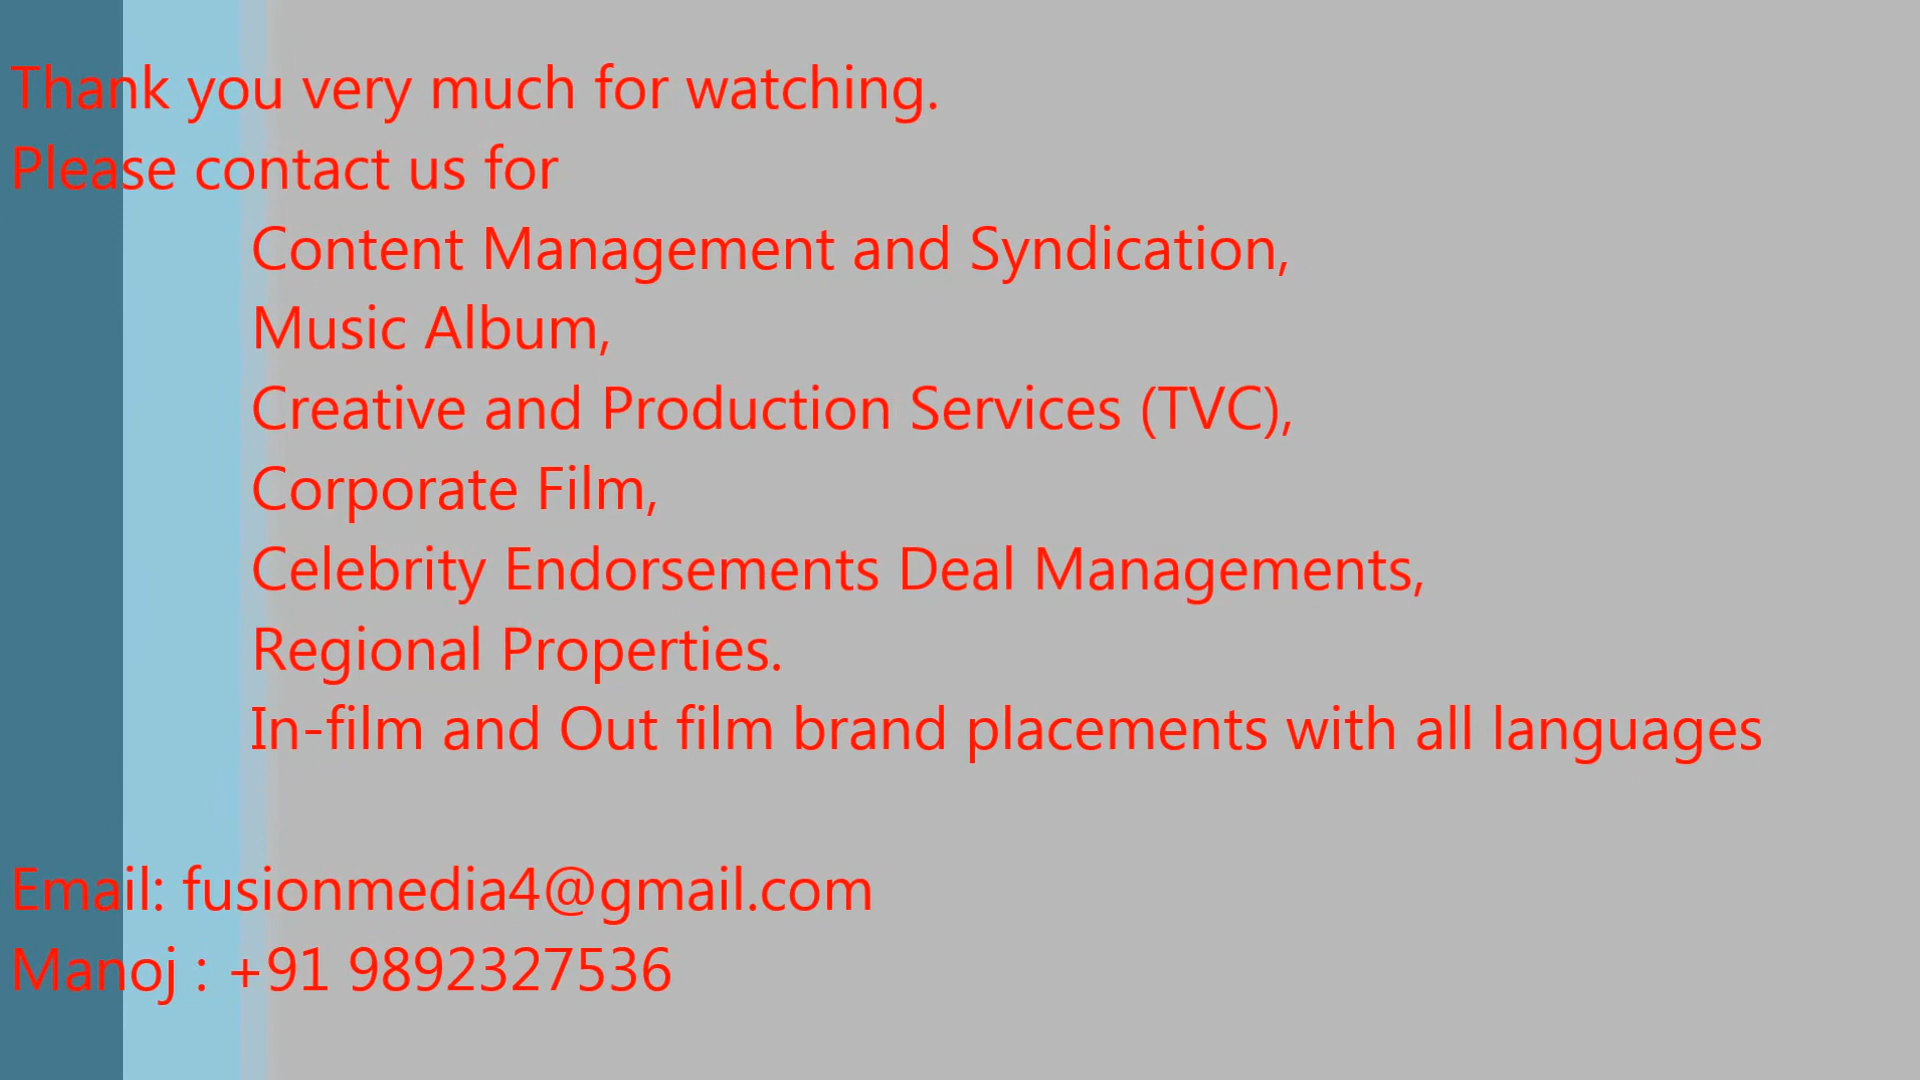 Thank you very much for watching.
Please contact us for
Content Management and Syndication,
Music Album,
Creative and Production Services (TVC),
Corporate Film,
Celebrity Endorsements Deal Managements,
Regional Properties.
In-film and Out film brand placements with all languages
Email: fusionmedia4@gmail.com
Manoj : +91 9892327536